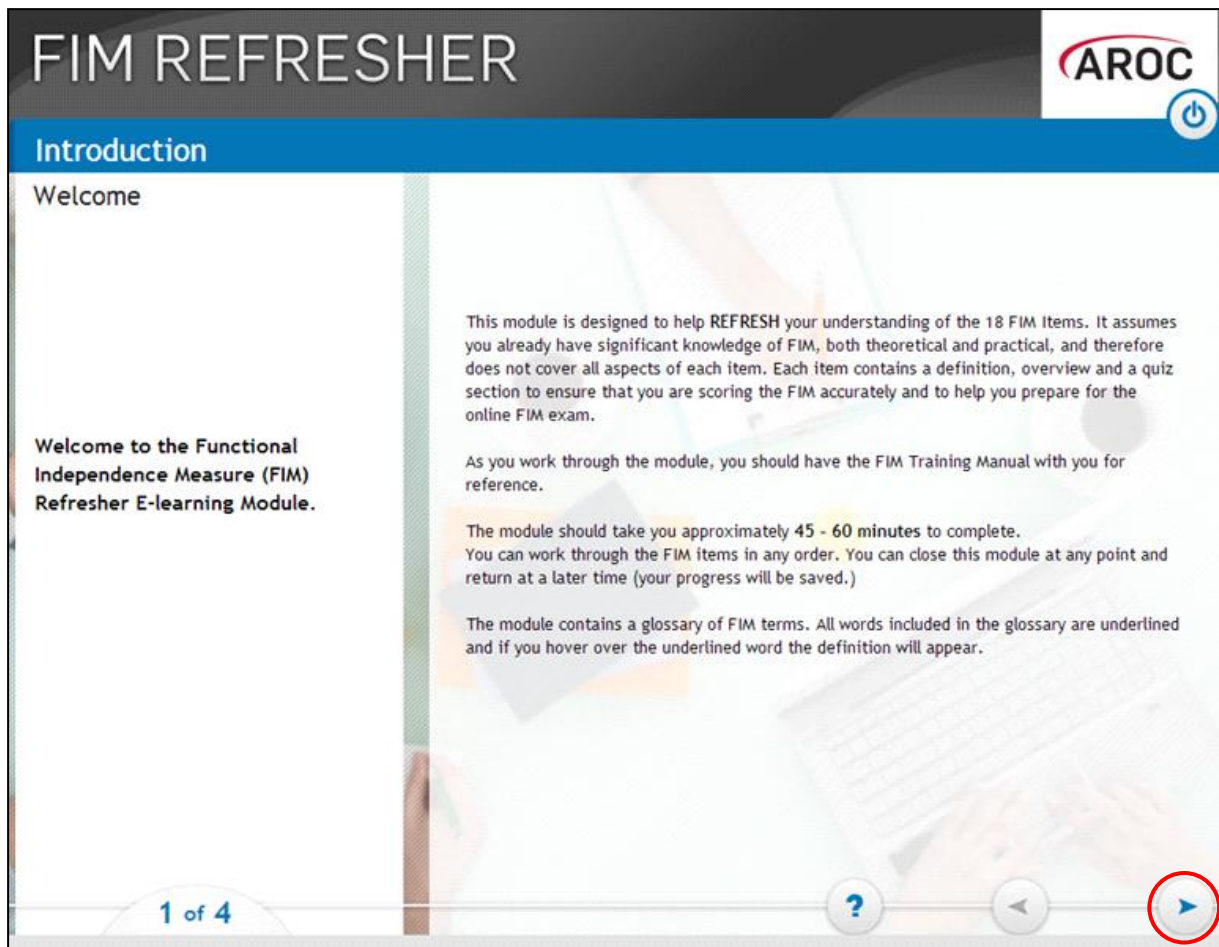 FIM REFRESHER
AROC
Introduction
Welcome
Welcome to the Functional
Independence Measure (FIM)
Refresher E-learning Module.
This module is designed to help REFRESH your understanding of the 18 FIM Items. It assumes
you already have significant knowledge of FIM, both theoretical and practical, and therefore
does not cover all aspects of each item. Each item contains a definition, overview and a quiz
section to ensure that you are scoring the FIM accurately and to help you prepare for the
online FIM exam.
As you work through the module, you should have the FIM Training Manual with you for
reference.
The module should take you approximately 45 - 60 minutes to complete.
You can work through the FIM items in any order. You can close this module at any point and
return at a later time (your progress will be saved.)
The module contains a glossary of FIM terms. All words included in the glossary are underlined
and if you hover over the underlined word the definition will appear.
1 of 4
?